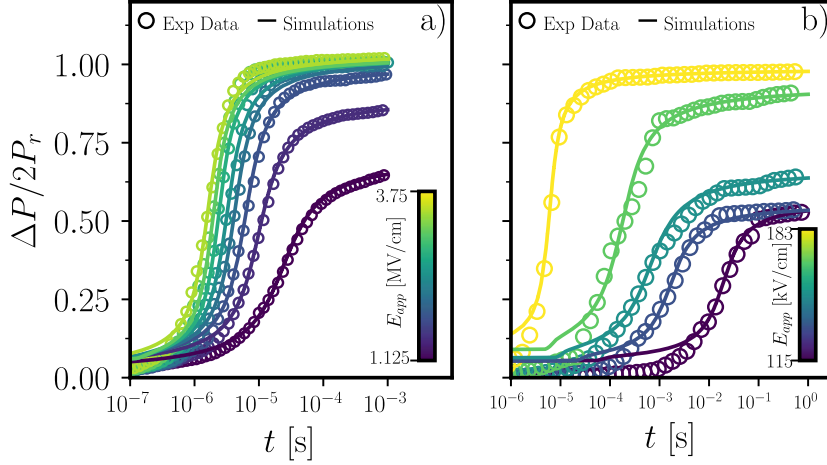 Exp Data Simulations a)
Exp Data Simulations b)
ΔP/2P_r
1.00
0.75
0.50
0.25
0.00
3.75
E_app [MV/cm]
1.125
183
E_app [kV/cm]
115
10⁻⁷ 10⁻⁶ 10⁻⁵ 10⁻⁴ 10⁻³
10⁻⁶ 10⁻⁵ 10⁻⁴ 10⁻³ 10⁻² 10⁻¹ 10⁰
t [s]
t [s]